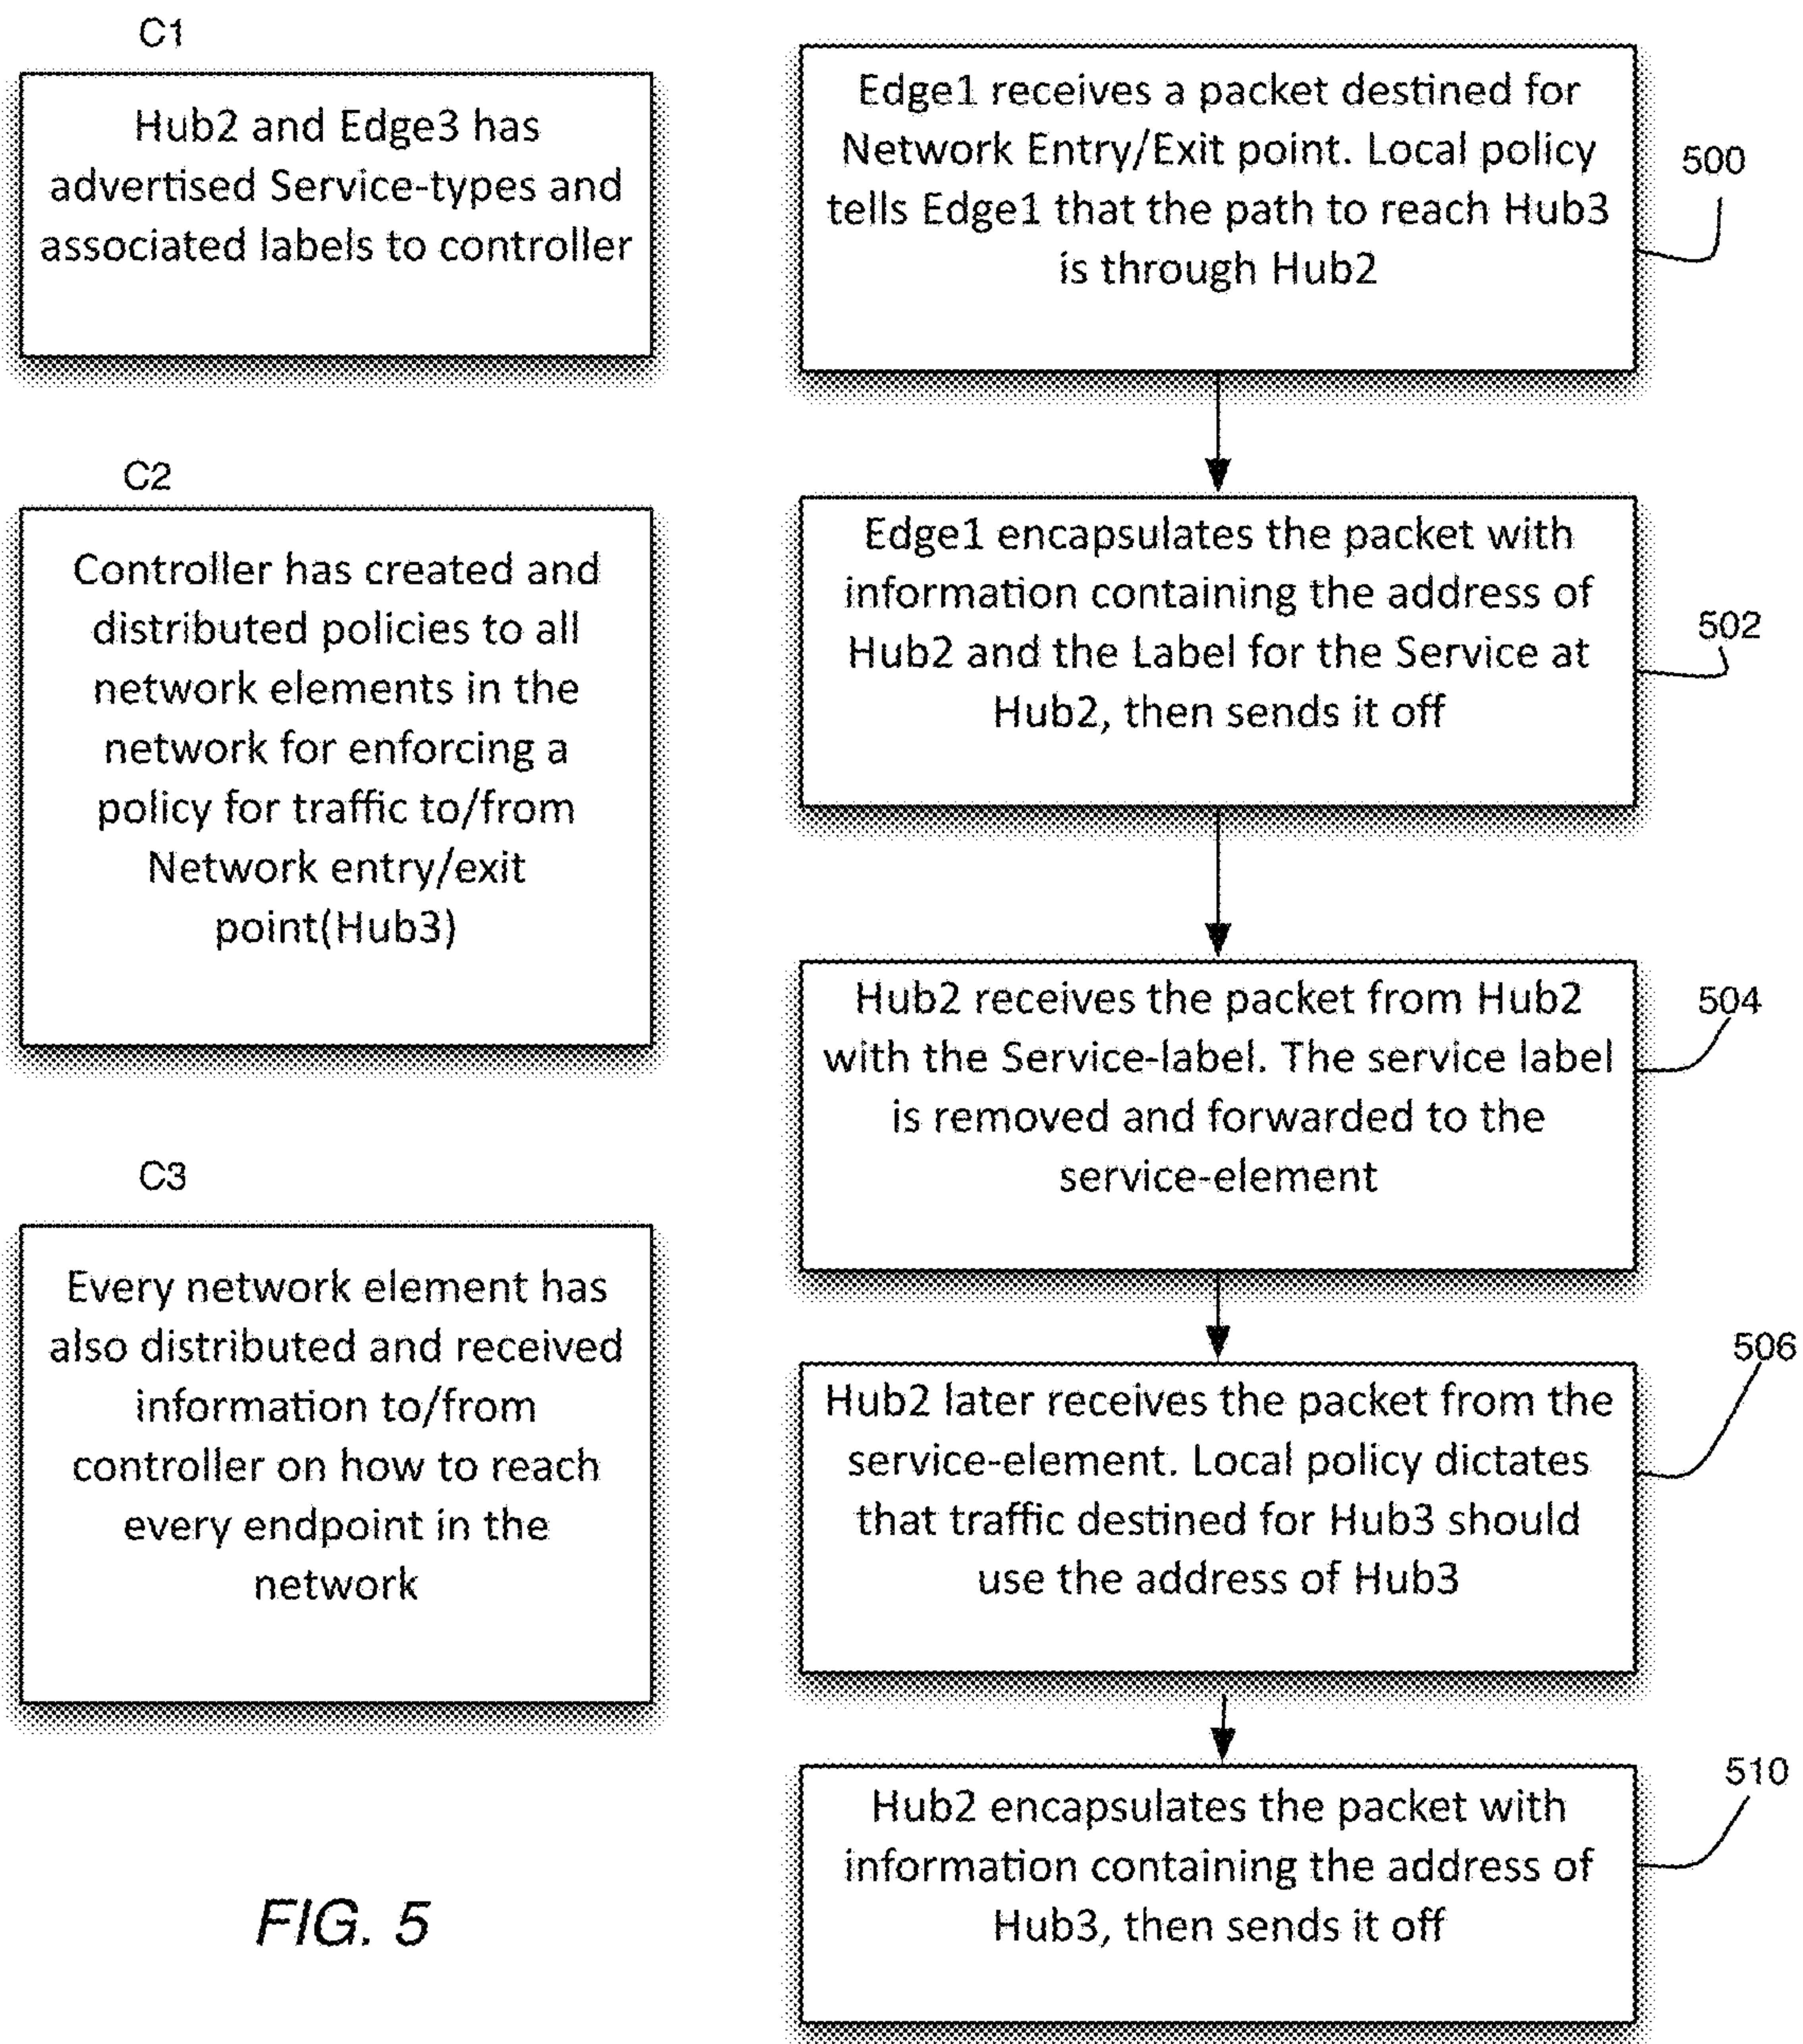 C1
Hub2 and Edge3 has
advertised Service-types and
associated labels to controller
C2
Controller has created and
distributed policies to all
network elements in the
network for enforcing a
policy for traffic to/from
Network entry/exit
point(Hub3)
C3
Every network element has
also distributed and received
information to/from
controller on how to reach
every endpoint in the
network
FIG. 5
Edge1 receives a packet destined for
Network Entry/Exit point. Local policy
tells Edge1 that the path to reach Hub3
is through Hub2
500
Edge1 encapsulates the packet with
information containing the address of
Hub2 and the Label for the Service at
Hub2, then sends it off
502
Hub2 receives the packet from Hub2
with the Service-label. The service label
is removed and forwarded to the
service-element
504
Hub2 later receives the packet from the
service-element. Local policy dictates
that traffic destined for Hub3 should
use the address of Hub3
506
Hub2 encapsulates the packet with
information containing the address of
Hub3, then sends it off
510